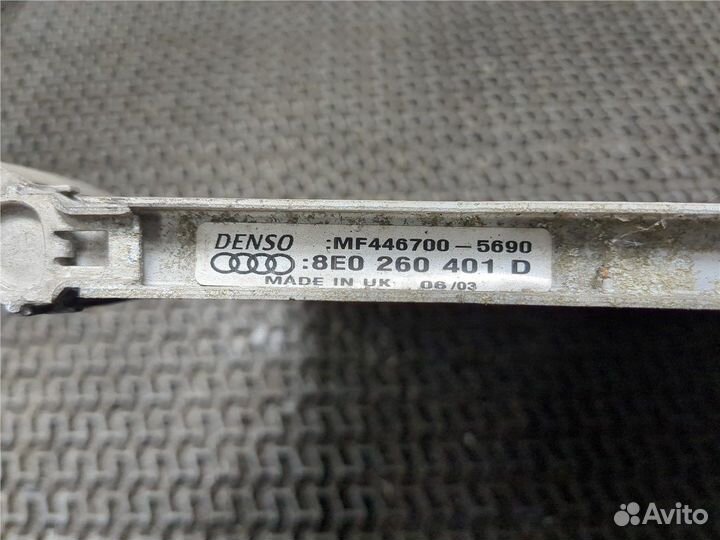 DENSO :MF446700-5690
:8E0 260 401 D
MADE IN UK 06/03
Avito